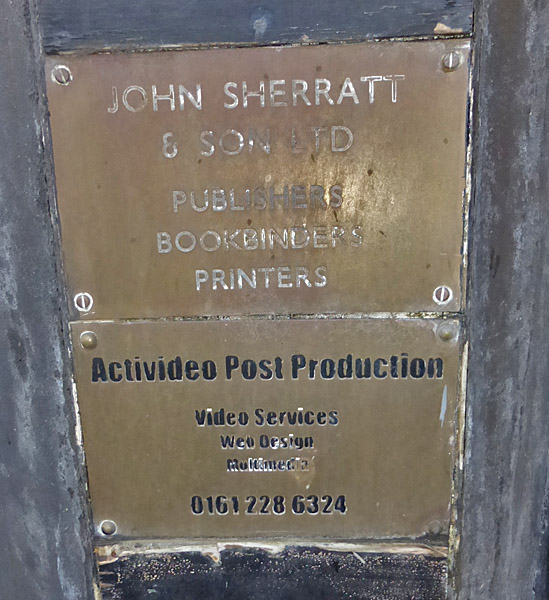 JOHN SHERRATT
& SON LTD
PUBLISHERS
BOOKBINDERS
PRINTERS
Activideo Post Production
Video Services
Web Design
Multimedia
0161 228 6324